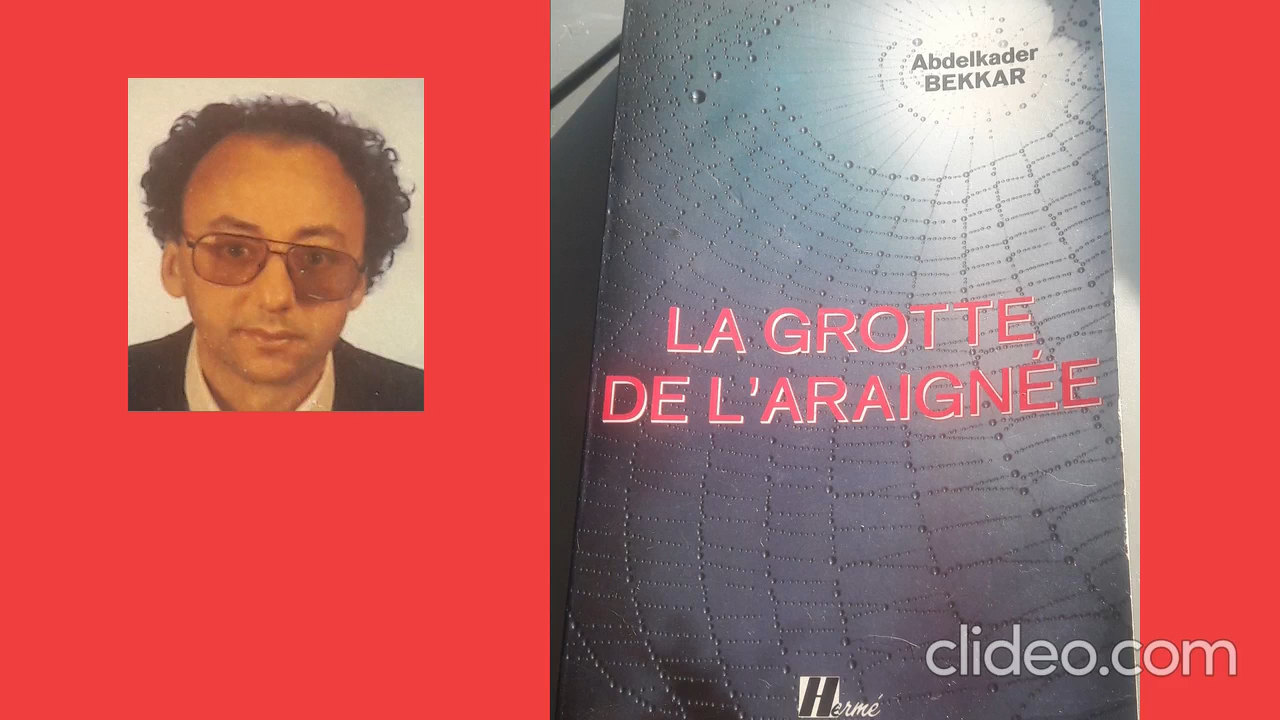 Abdelkader
BEKKAR
LA GROTTE
DE L'ARAIGNÉE
clideo.com
Hermé